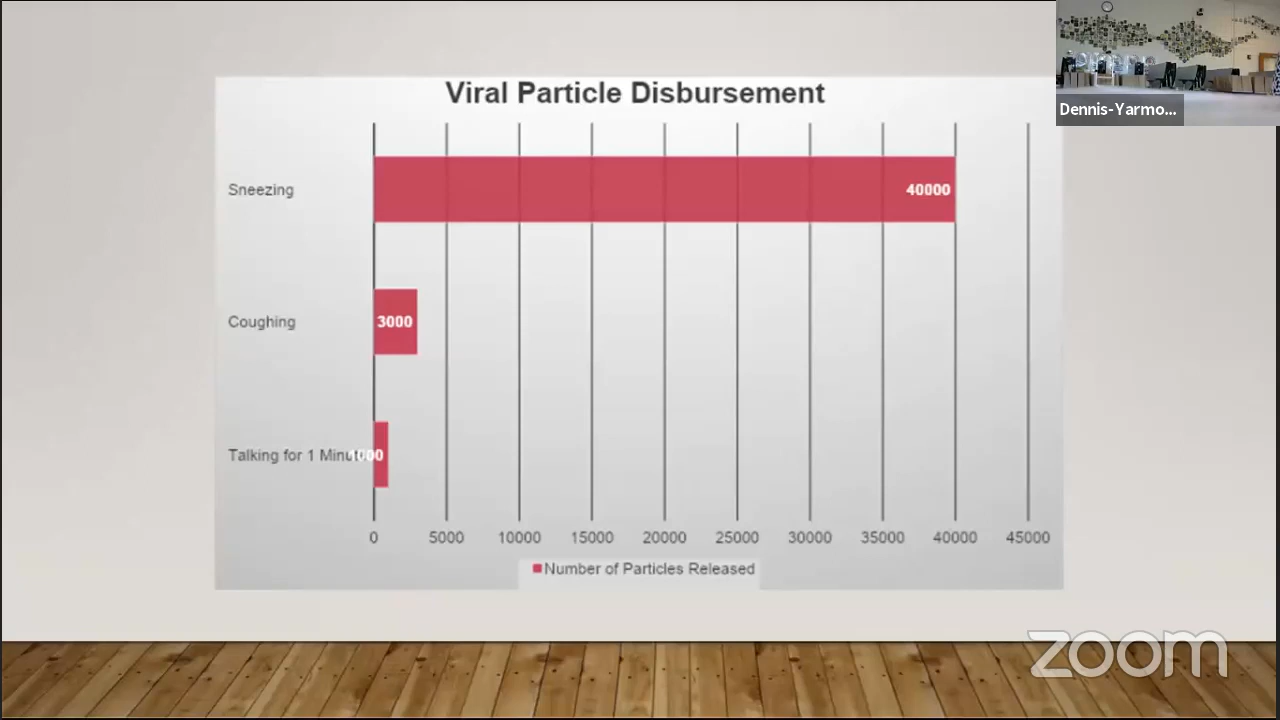 Viral Particle Disbursement
Dennis-Yarmo...
Sneezing
40000
Coughing
3000
Talking for 1 Minu
1000
0 5000 10000 15000 20000 25000 30000 35000 40000 45000
Number of Particles Released
zoom